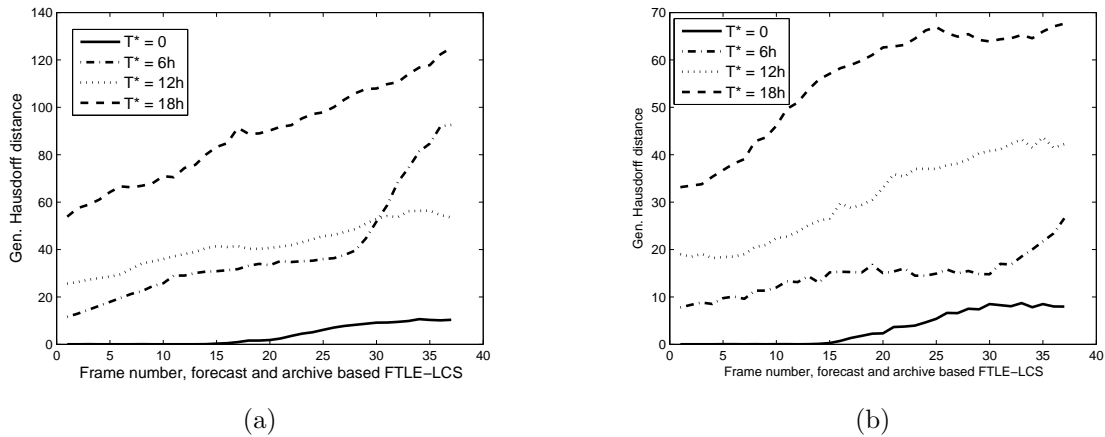 140
120
100
80
60
40
20
0
Gen. Hausdorff distance
T* = 0
T* = 6h
T* = 12h
T* = 18h
0 5 10 15 20 25 30 35 40
Frame number, forecast and archive based FTLE−LCS
(a)
70
60
50
40
30
20
10
0
Gen. Hausdorff distance
T* = 0
T* = 6h
T* = 12h
T* = 18h
0 5 10 15 20 25 30 35 40
Frame number, forecast and archive based FTLE−LCS
(b)